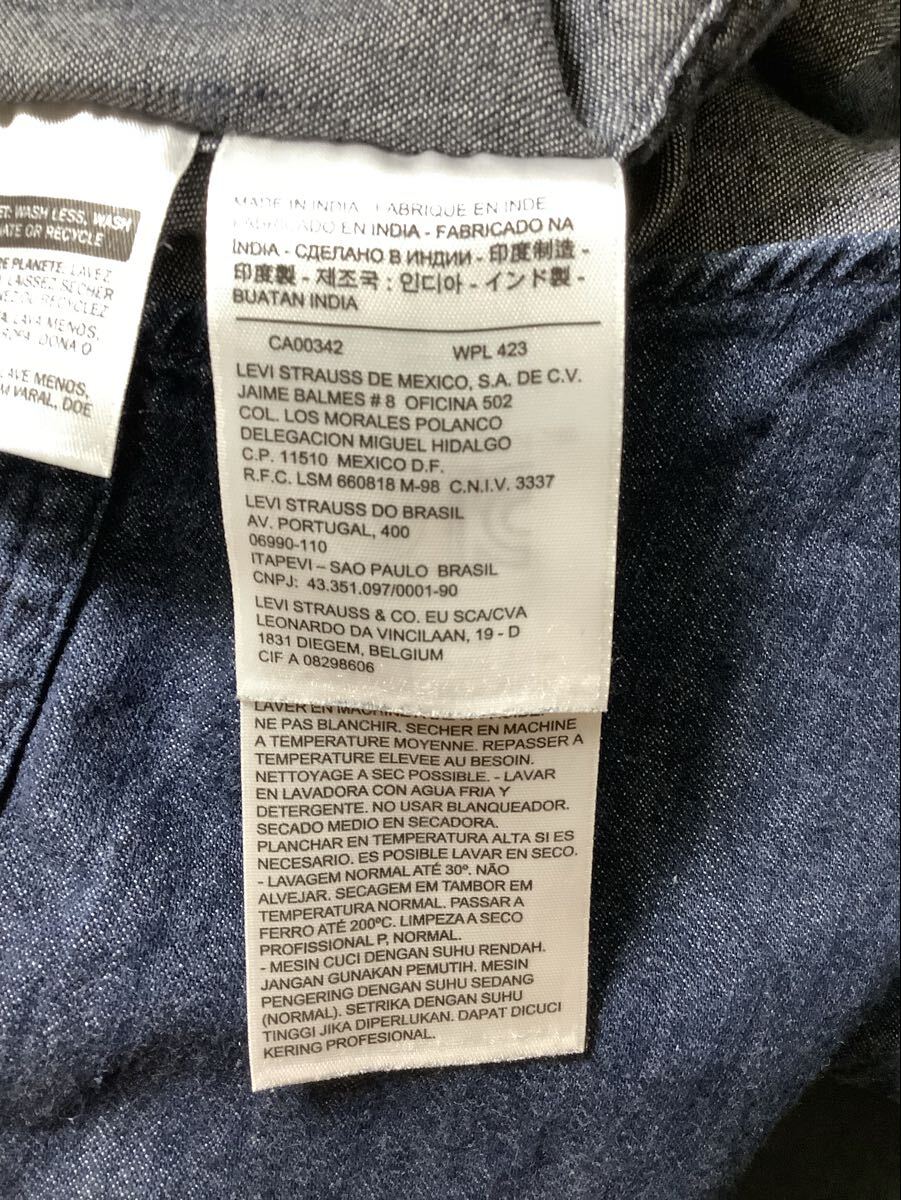 ET: WASH LESS, WASH
ATE OR RECYCLE
RE PLANETE. LAVEZ
LAISSEZ SECHER
NEZ OU RECYCLEZ
A. LAVA MENOS,
DONA O
LAVE MENOS,
M VARAL, DOE
MADE IN INDIA - FABRIQUE EN INDE
FABRICADO EN INDIA - FABRICADO NA
INDIA - СДЕЛАНО В ИНДИИ - 印度制造 -
印度製 - 제조국 : 인디아 - インド製 -
BUATAN INDIA
CA00342 WPL 423
LEVI STRAUSS DE MEXICO, S.A. DE C.V.
JAIME BALMES # 8 OFICINA 502
COL. LOS MORALES POLANCO
DELEGACION MIGUEL HIDALGO
C.P. 11510 MEXICO D.F.
R.F.C. LSM 660818 M-98 C.N.I.V. 3337
LEVI STRAUSS DO BRASIL
AV. PORTUGAL, 400
06990-110
ITAPEVI – SAO PAULO BRASIL
CNPJ: 43.351.097/0001-90
LEVI STRAUSS & CO. EU SCA/CVA
LEONARDO DA VINCILAAN, 19 - D
1831 DIEGEM, BELGIUM
CIF A 08298606
LAVER EN MACHINE A
NE PAS BLANCHIR. SECHER EN MACHINE
A TEMPERATURE MOYENNE. REPASSER A
TEMPERATURE ELEVEE AU BESOIN.
NETTOYAGE A SEC POSSIBLE. - LAVAR
EN LAVADORA CON AGUA FRIA Y
DETERGENTE. NO USAR BLANQUEADOR.
SECADO MEDIO EN SECADORA.
PLANCHAR EN TEMPERATURA ALTA SI ES
NECESARIO. ES POSIBLE LAVAR EN SECO.
- LAVAGEM NORMAL ATÉ 30º. NÃO
ALVEJAR. SECAGEM EM TAMBOR EM
TEMPERATURA NORMAL. PASSAR A
FERRO ATÉ 200ºC. LIMPEZA A SECO
PROFISSIONAL P, NORMAL.
- MESIN CUCI DENGAN SUHU RENDAH.
JANGAN GUNAKAN PEMUTIH. MESIN
PENGERING DENGAN SUHU SEDANG
(NORMAL). SETRIKA DENGAN SUHU
TINGGI JIKA DIPERLUKAN. DAPAT DICUCI
KERING PROFESIONAL.